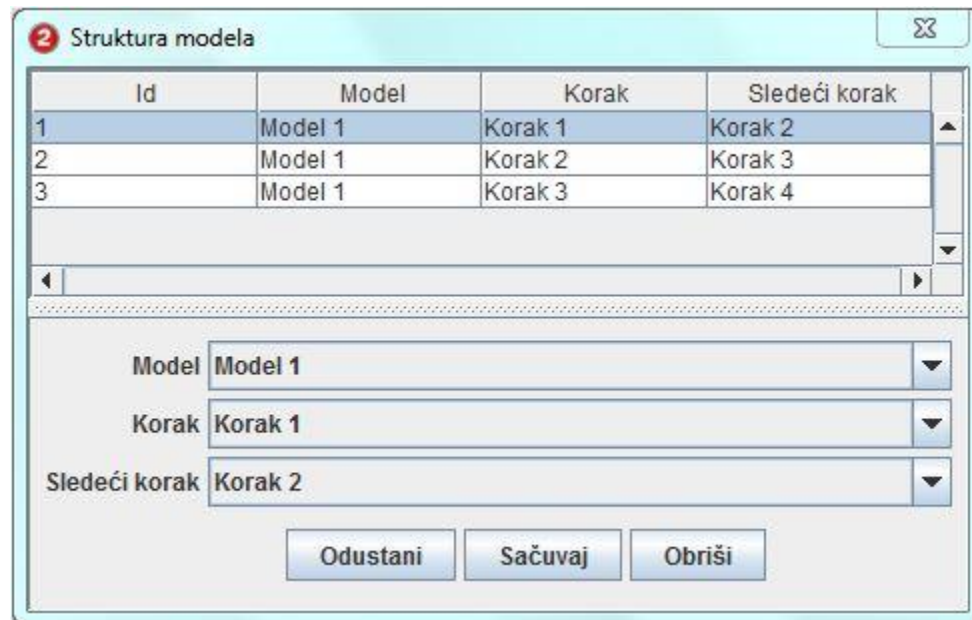 2 Struktura modela
Id Model Korak Sledeći korak
1 Model 1 Korak 1 Korak 2
2 Model 1 Korak 2 Korak 3
3 Model 1 Korak 3 Korak 4
Model Model 1
Korak Korak 1
Sledeći korak Korak 2
Odustani Sačuvaj Obriši